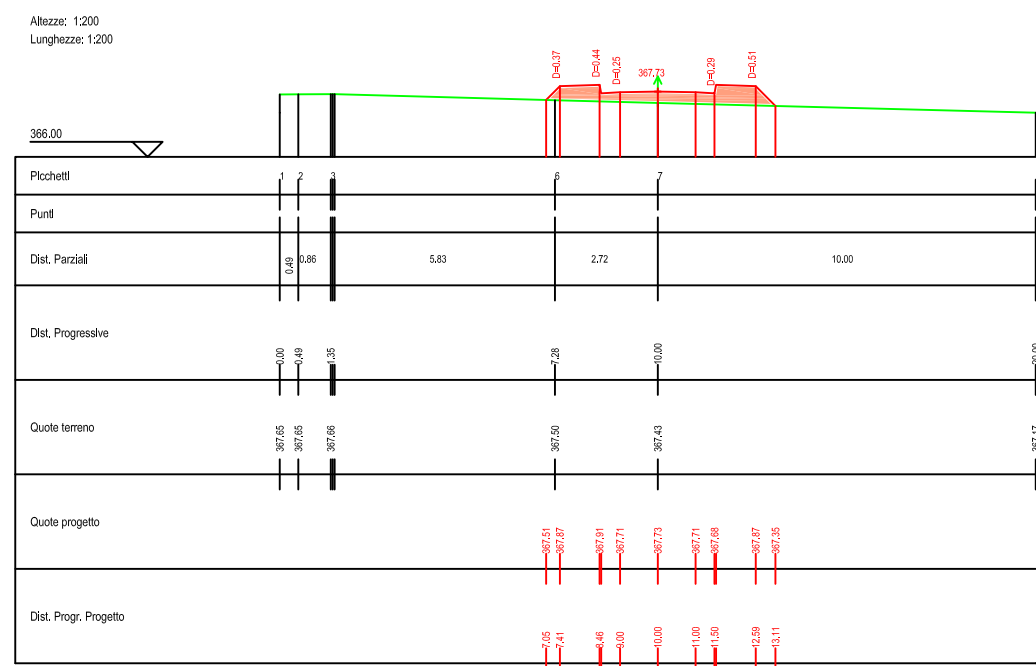 Altezze: 1:200
Lunghezze: 1:200
D=0.37 D=0.44 D=0.25 367.73 D=0.29 D=0.51
366.00
Picchetti 1 2 3 6 7
Punti
Dist. Parziali 0.49 0.86 5.83 2.72 10.00
Dist. Progressive 0.00 0.49 1.35 7.28 10.00 20.00
Quote terreno 367.65 367.65 367.66 367.50 367.43 367.17
Quote progetto 367.51 367.87 367.91 367.71 367.73 367.71 367.68 367.87 367.35
Dist. Progr. Progetto 7.05 7.41 8.46 9.00 10.00 11.00 11.50 12.59 13.11